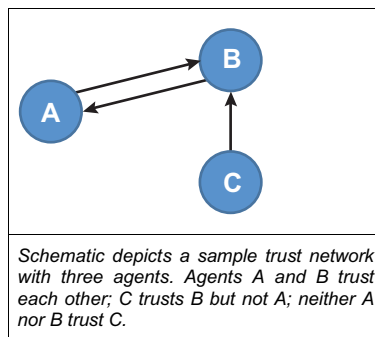 B
A
C
Schematic depicts a sample trust network
with three agents. Agents A and B trust
each other; C trusts B but not A; neither A
nor B trust C.